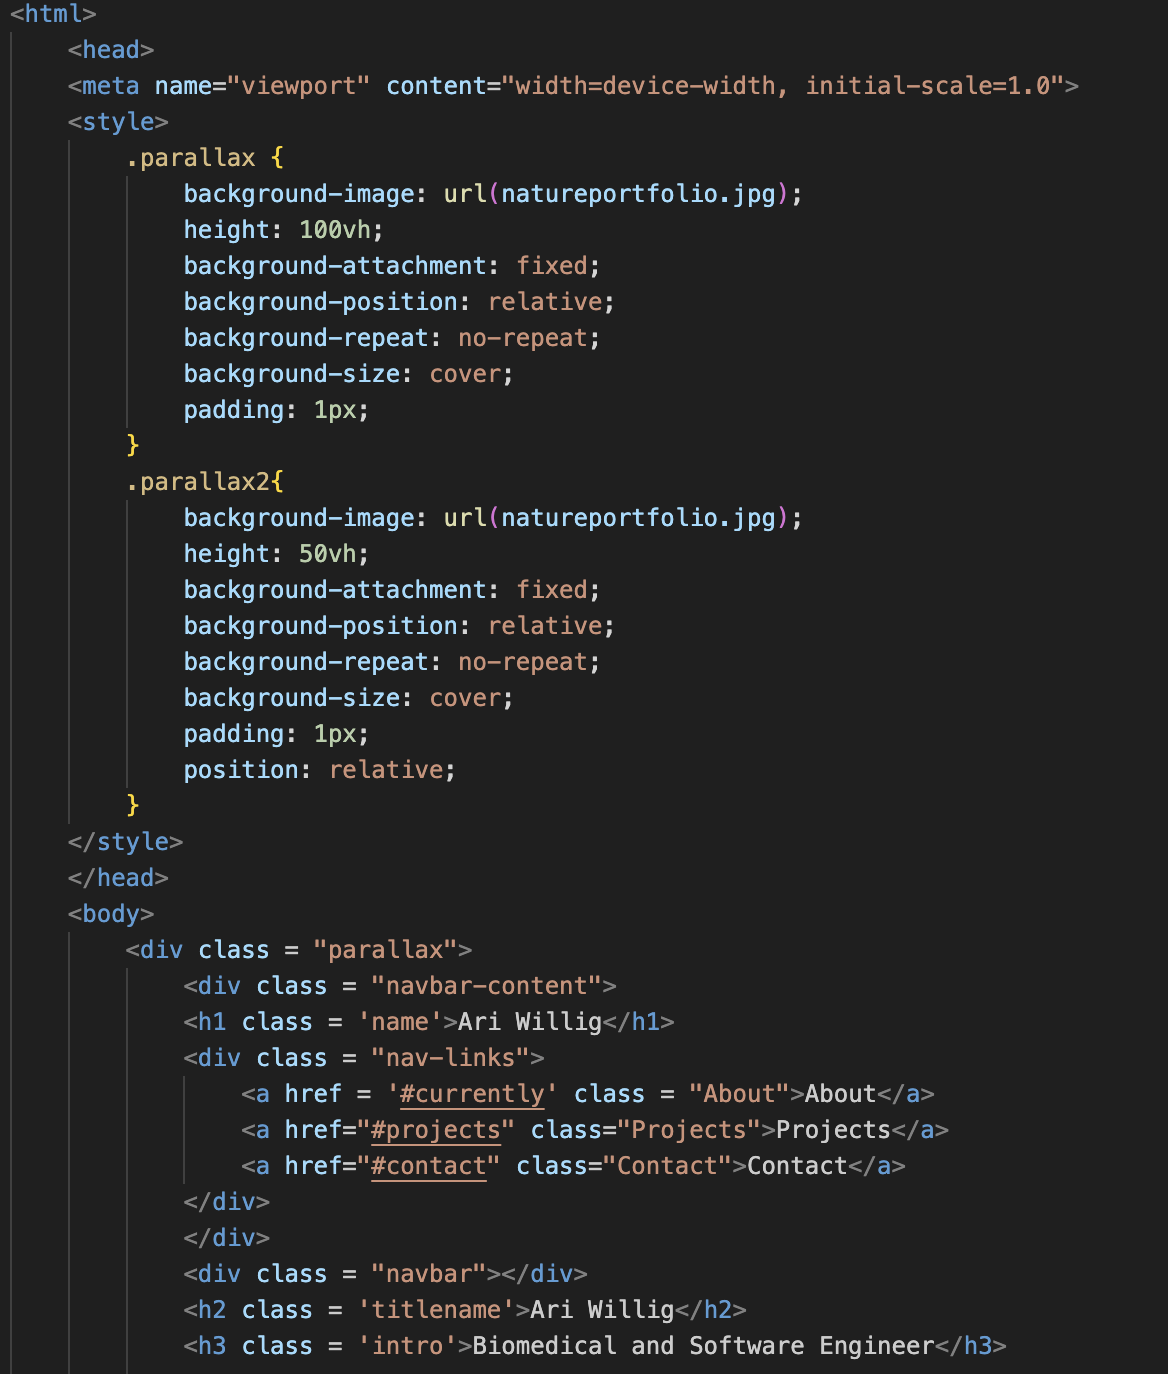 <html>
<head>
<meta name="viewport" content="width=device-width, initial-scale=1.0">
<style>
.parallax {
background-image: url(natureportfolio.jpg);
height: 100vh;
background-attachment: fixed;
background-position: relative;
background-repeat: no-repeat;
background-size: cover;
padding: 1px;
}
.parallax2{
background-image: url(natureportfolio.jpg);
height: 50vh;
background-attachment: fixed;
background-position: relative;
background-repeat: no-repeat;
background-size: cover;
padding: 1px;
position: relative;
}
</style>
</head>
<body>
<div class = "parallax">
<div class = "navbar-content">
<h1 class = 'name'>Ari Willig</h1>
<div class = "nav-links">
<a href = '#currently' class = "About">About</a>
<a href="#projects" class="Projects">Projects</a>
<a href="#contact" class="Contact">Contact</a>
</div>
</div>
<div class = "navbar"></div>
<h2 class = 'titlename'>Ari Willig</h2>
<h3 class = 'intro'>Biomedical and Software Engineer</h3>